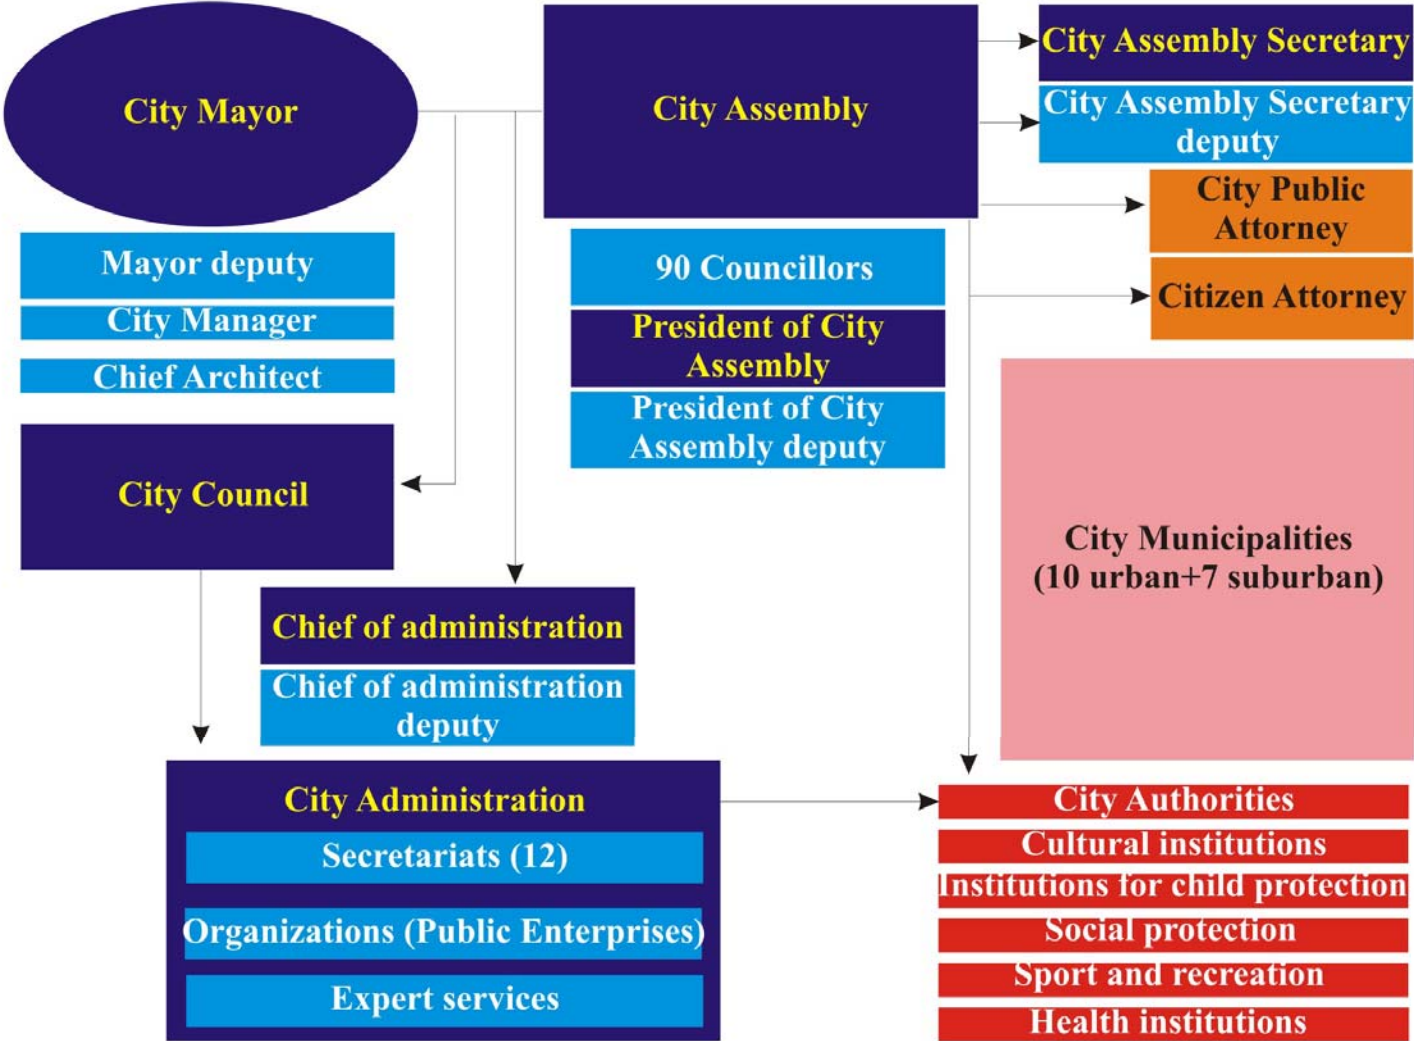 City Mayor
Mayor deputy
City Manager
Chief Architect
City Council
City Assembly
90 Councillors
President of City
Assembly
President of City
Assembly deputy
City Assembly Secretary
City Assembly Secretary
deputy
City Public
Attorney
Citizen Attorney
City Municipalities
(10 urban+7 suburban)
Chief of administration
Chief of administration
deputy
City Administration
Secretariats (12)
Organizations (Public Enterprises)
Expert services
City Authorities
Cultural institutions
Institutions for child protection
Social protection
Sport and recreation
Health institutions